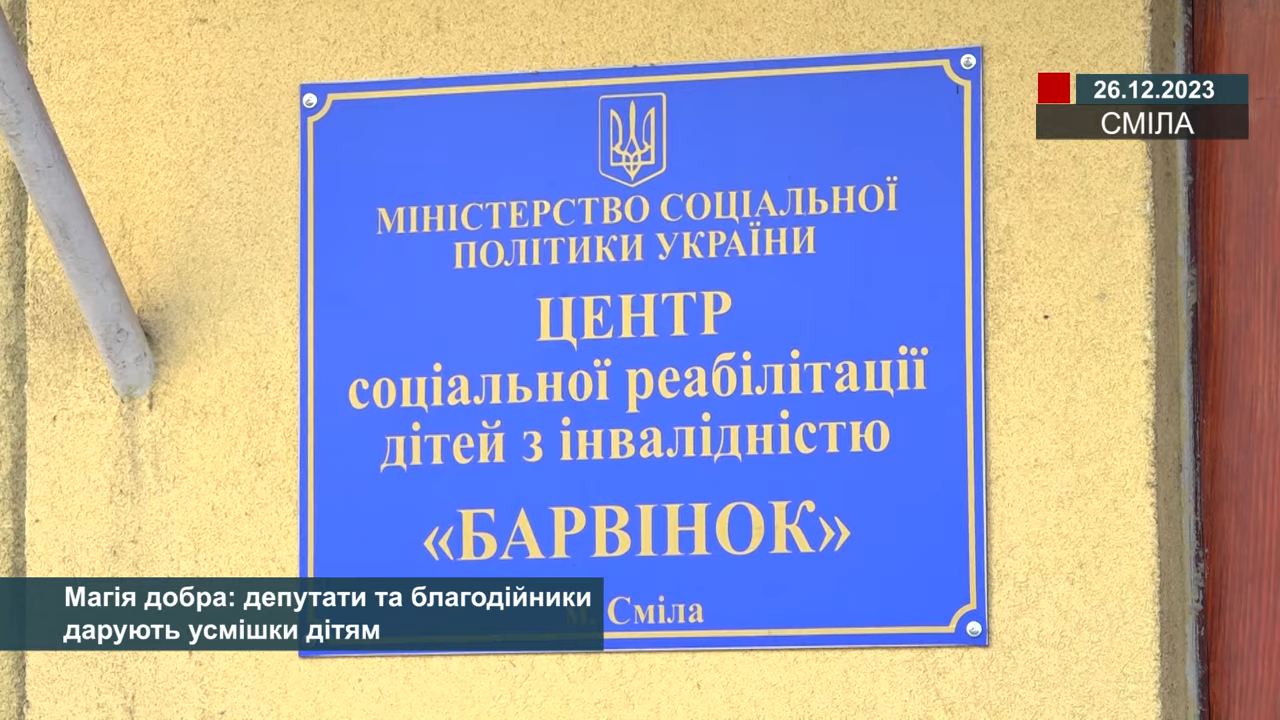 26.12.2023
СМІЛА
МІНІСТЕРСТВО СОЦІАЛЬНОЇ
ПОЛІТИКИ УКРАЇНИ
ЦЕНТР
соціальної реабілітації
дітей з інвалідністю
«БАРВІНОК»
м. Сміла
Магія добра: депутати та благодійники
дарують усмішки дітям